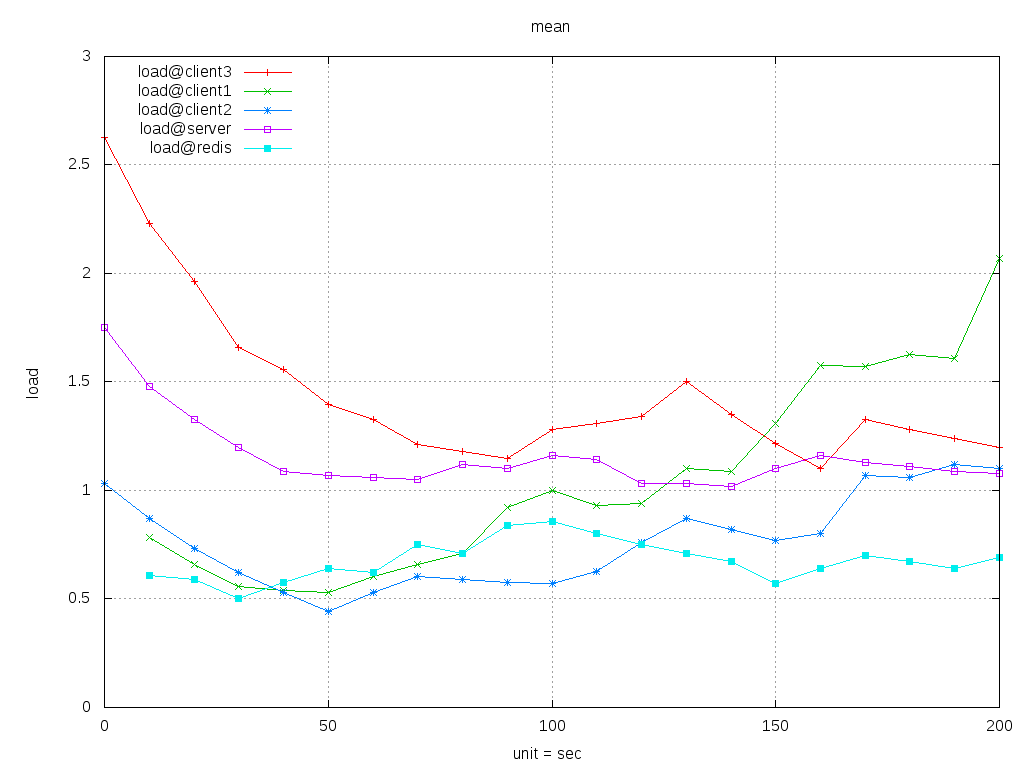 mean
load@client3
load@client1
load@client2
load@server
load@redis
3
2.5
2
1.5
1
0.5
0
0 50 100 150 200
load
unit = sec